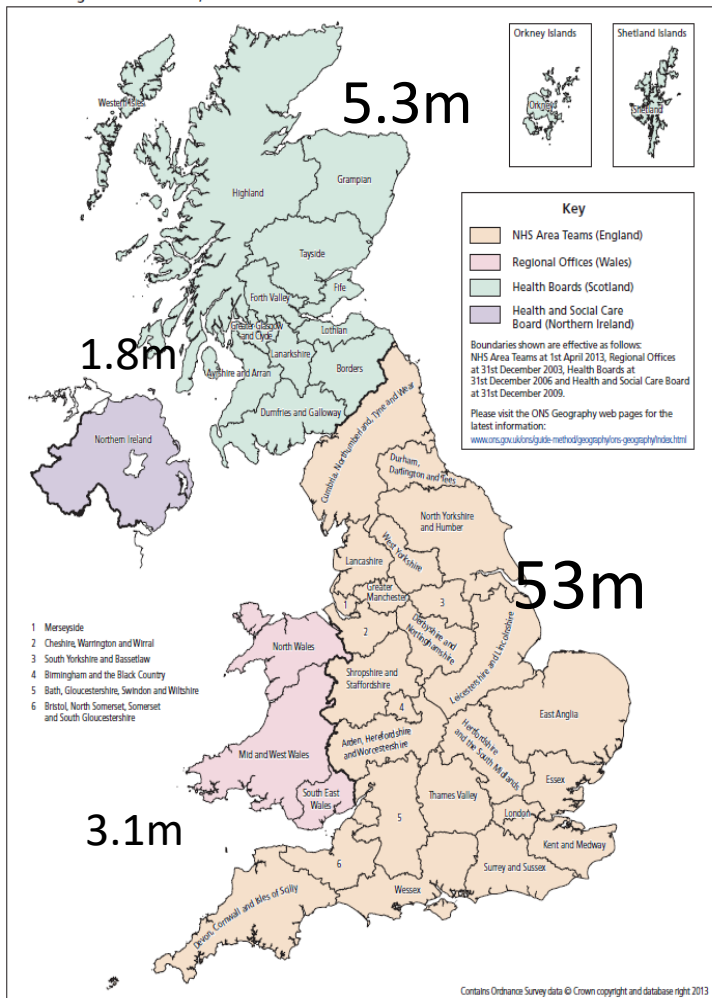 Orkney Islands
Shetland Islands
Orkney
Shetland
Western Isles
5.3m
Highland
Grampian
Tayside
Forth Valley
Fife
Greater Glasgow
and Clyde
Lothian
Lanarkshire
Borders
Ayrshire and Arran
Dumfries and Galloway
Key
NHS Area Teams (England)
Regional Offices (Wales)
Health Boards (Scotland)
Health and Social Care
Board (Northern Ireland)
Boundaries shown are effective as follows:
NHS Area Teams at 1st April 2013, Regional Offices
at 31st December 2003, Health Boards at
31st December 2006 and Health and Social Care Board
at 31st December 2009.
Please visit the ONS Geography web pages for the
latest information:
www.ons.gov.uk/ons/guide-method/geography/ons-geography/index.html
1.8m
Northern Ireland
Cumbria, Northumberland, Tyne and Wear
Durham,
Darlington and Tees
North Yorkshire
and Humber
Lancashire
West Yorkshire
53m
Greater
Manchester
1
2
3
Derbyshire and
Nottinghamshire
Leicestershire and Lincolnshire
1 Merseyside
2 Cheshire, Warrington and Wirral
3 South Yorkshire and Bassetlaw
4 Birmingham and the Black Country
5 Bath, Gloucestershire, Swindon and Wiltshire
6 Bristol, North Somerset, Somerset
and South Gloucestershire
North Wales
Shropshire and
Staffordshire
4
East Anglia
Mid and West Wales
Arden, Herefordshire
and Worcestershire
Hertfordshire
and the South Midlands
Essex
South East
Wales
5
Thames Valley
London
3.1m
Kent and Medway
6
Surrey and Sussex
Wessex
Devon, Cornwall and Isles of Scilly
Contains Ordnance Survey data © Crown copyright and database right 2013